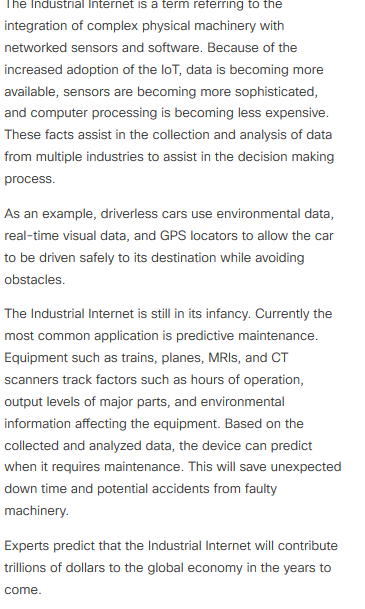 The Industrial Internet is a term referring to the
integration of complex physical machinery with
networked sensors and software. Because of the
increased adoption of the IoT, data is becoming more
available, sensors are becoming more sophisticated,
and computer processing is becoming less expensive.
These facts assist in the collection and analysis of data
from multiple industries to assist in the decision making
process.
As an example, driverless cars use environmental data,
real-time visual data, and GPS locators to allow the car
to be driven safely to its destination while avoiding
obstacles.
The Industrial Internet is still in its infancy. Currently the
most common application is predictive maintenance.
Equipment such as trains, planes, MRIs, and CT
scanners track factors such as hours of operation,
output levels of major parts, and environmental
information affecting the equipment. Based on the
collected and analyzed data, the device can predict
when it requires maintenance. This will save unexpected
down time and potential accidents from faulty
machinery.
Experts predict that the Industrial Internet will contribute
trillions of dollars to the global economy in the years to
come.